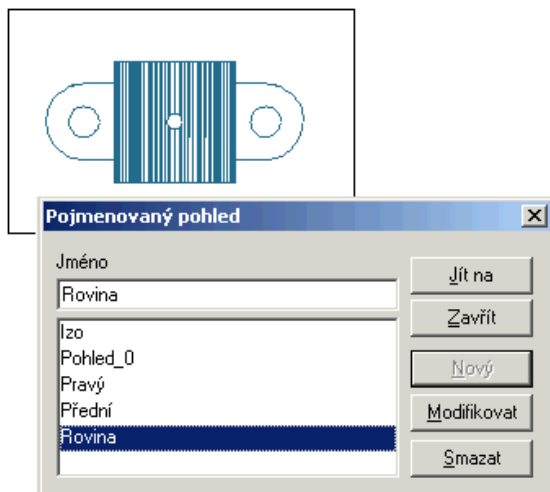 Pojmenovaný pohled
Jméno
Rovina
Izo
Pohled_0
Pravý
Přední
Rovina
Jít na
Zavřít
Nový
Modifikovat
Smazat